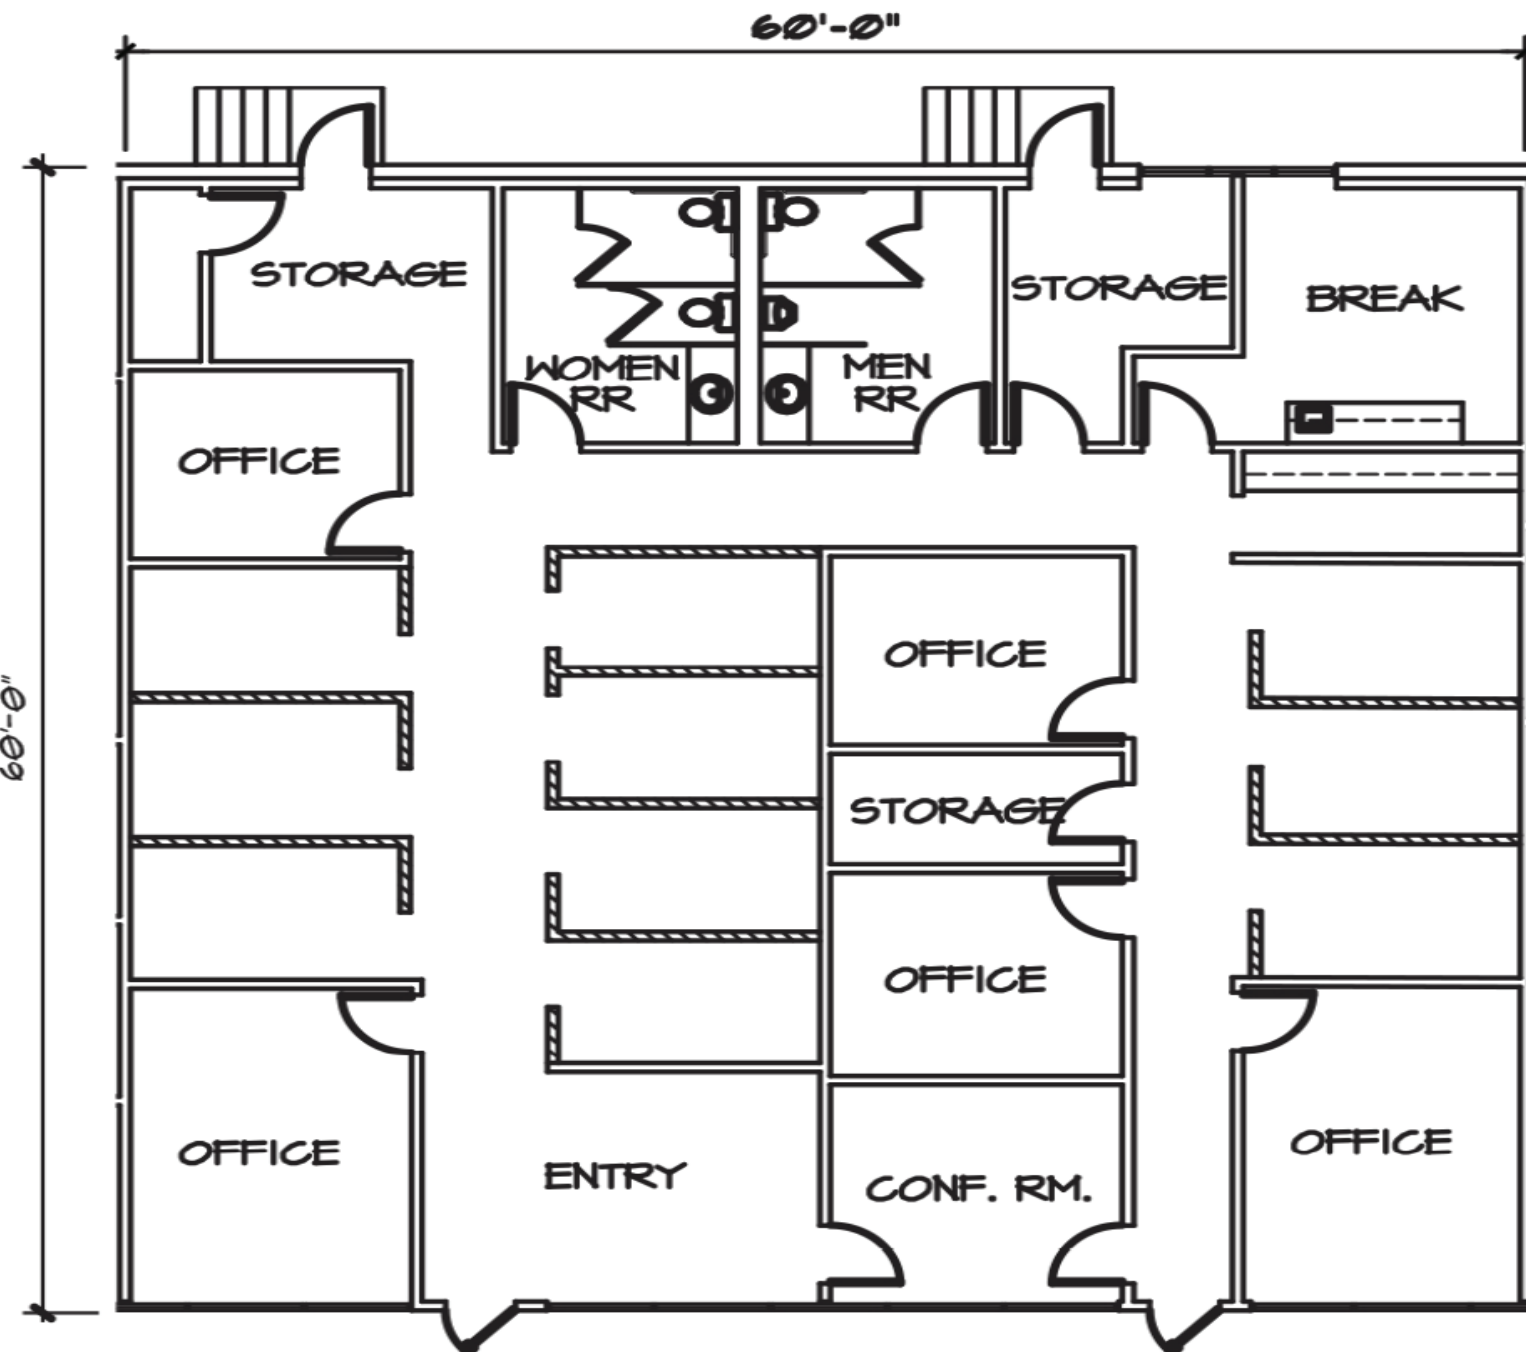 60'-0"
STORAGE
STORAGE
BREAK
WOMEN
RR
MEN
RR
OFFICE
OFFICE
60'-0"
STORAGE
OFFICE
OFFICE
ENTRY
CONF. RM.
OFFICE